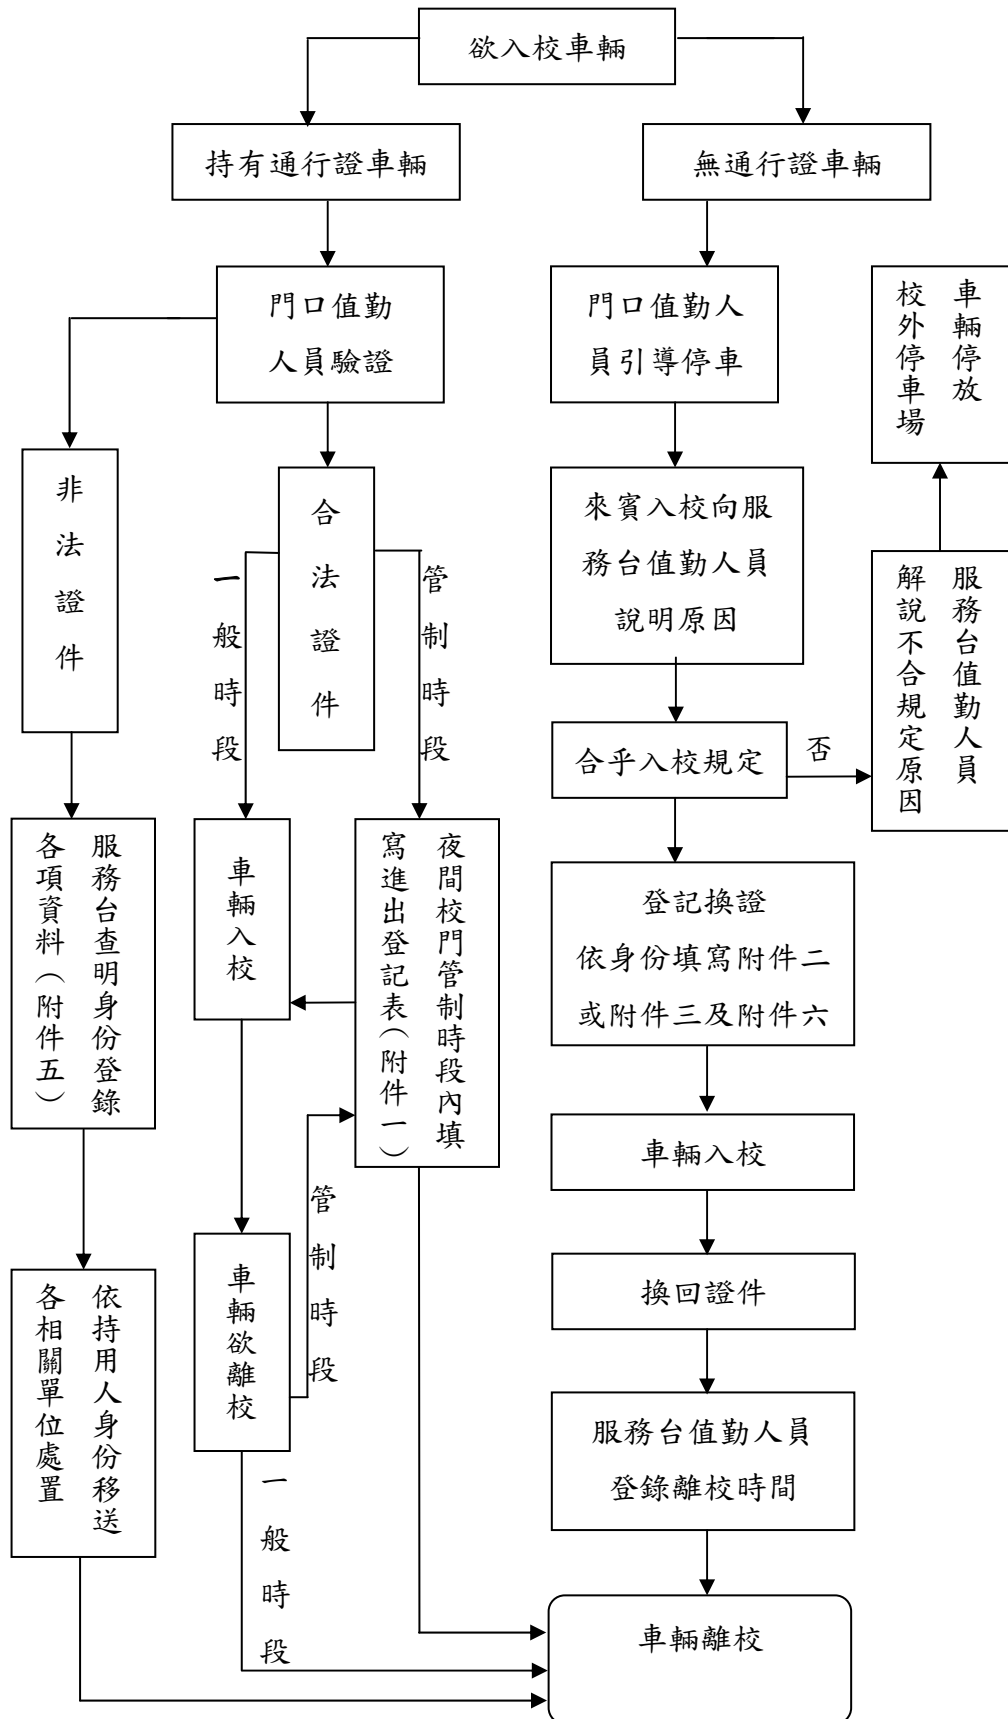 欲入校車輛
持有通行證車輛
無通行證車輛
門口值勤
人員驗證
門口值勤人
員引導停車
車輛停放
校外停車場
非法證件
合法證件
一般時段
管制時段
來賓入校向服
務台值勤人員
說明原因
服務台值勤人員
解說不合規定原因
合乎入校規定
否
服務台查明身份登錄
各項資料（附件五）
車輛入校
夜間校門管制時段內填
寫進出登記表（附件一）
登記換證
依身份填寫附件二
或附件三及附件六
車輛入校
管制時段
車輛欲離校
換回證件
依持用人身份移送
各相關單位處置
一般時段
服務台值勤人員
登錄離校時間
車輛離校